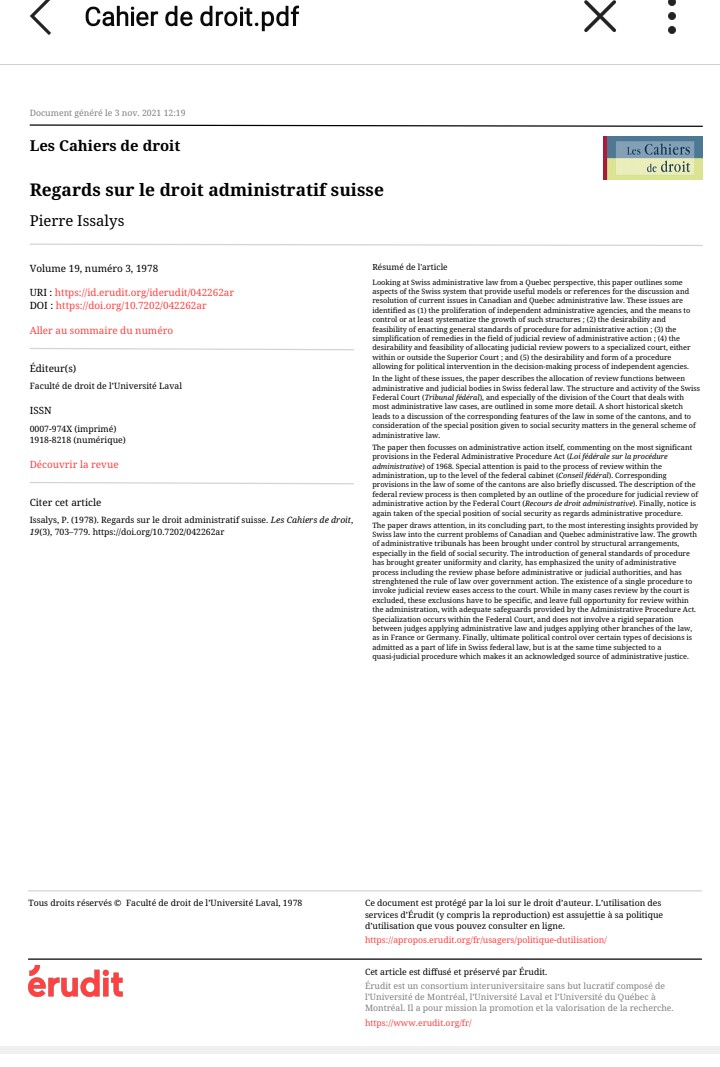 Cahier de droit.pdf
Document généré le 3 nov. 2021 12:19
Les Cahiers de droit
Les Cahiers
de droit
Regards sur le droit administratif suisse
Pierre Issalys
Volume 19, numéro 3, 1978
URI : https://id.erudit.org/iderudit/042262ar
DOI : https://doi.org/10.7202/042262ar
Aller au sommaire du numéro
Éditeur(s)
Faculté de droit de l'Université Laval
ISSN
0007-974X (imprimé)
1918-8218 (numérique)
Découvrir la revue
Citer cet article
Issalys, P. (1978). Regards sur le droit administratif suisse. Les Cahiers de droit,
19(3), 703–779. https://doi.org/10.7202/042262ar
Résumé de l'article
Looking at Swiss administrative law from a Quebec perspective, this paper outlines some
aspects of the Swiss system that provide useful models or references for the discussion and
resolution of current issues in Canadian and Quebec administrative law. These issues are
identified as (1) the proliferation of independent administrative agencies, and the means to
control or at least systematize the growth of such structures ; (2) the desirability and
feasibility of enacting general standards of procedure for administrative action ; (3) the
simplification of remedies in the field of judicial review of administrative action ; (4) the
desirability and feasibility of allocating judicial review powers to a specialized court, either
within or outside the Superior Court ; and (5) the desirability and form of a procedure
allowing for political intervention in the decision-making process of independent agencies.
In the light of these issues, the paper describes the allocation of review functions between
administrative and judicial bodies in Swiss federal law. The structure and activity of the Swiss
Federal Court (Tribunal fédéral), and especially of the division of the Court that deals with
most administrative law cases, are outlined in some more detail. A short historical sketch
leads to a discussion of the corresponding features of the law in some of the cantons, and to
consideration of the special position given to social security matters in the general scheme of
administrative law.
The paper then focusses on administrative action itself, commenting on the most significant
provisions in the Federal Administrative Procedure Act (Loi fédérale sur la procédure
administrative) of 1968. Special attention is paid to the process of review within the
administration, up to the level of the federal cabinet (Conseil fédéral). Corresponding
provisions in the law of some of the cantons are also briefly discussed. The description of the
federal review process is then completed by an outline of the procedure for judicial review of
administrative action by the Federal Court (Recours de droit administrative). Finally, notice is
again taken of the special position of social security as regards administrative procedure.
The paper draws attention, in its concluding part, to the most interesting insights provided by
Swiss law into the current problems of Canadian and Quebec administrative law. The growth
of administrative tribunals has been brought under control by structural arrangements,
especially in the field of social security. The introduction of general standards of procedure
has brought greater uniformity and clarity, has emphasized the unity of administrative
process including the review phase before administrative or judicial authorities, and has
strenghtened the rule of law over government action. The existence of a single procedure to
invoke judicial review eases access to the court. While in many cases review by the court is
excluded, these exclusions have to be specific, and leave full opportunity for review within
the administration, with adequate safeguards provided by the Administrative Procedure Act.
Specialization occurs within the Federal Court, and does not involve a rigid separation
between judges applying administrative law and judges applying other branches of the law,
as in France or Germany. Finally, ultimate political control over certain types of decisions is
admitted as a part of life in Swiss federal law, but is at the same time subjected to a
quasi-judicial procedure which makes it an acknowledged source of administrative justice.
Tous droits réservés © Faculté de droit de l'Université Laval, 1978
Ce document est protégé par la loi sur le droit d'auteur. L'utilisation des
services d'Érudit (y compris la reproduction) est assujettie à sa politique
d'utilisation que vous pouvez consulter en ligne.
https://apropos.erudit.org/fr/usagers/politique-dutilisation/
érudit
Cet article est diffusé et préservé par Érudit.
Érudit est un consortium interuniversitaire sans but lucratif composé de
l'Université de Montréal, l'Université Laval et l'Université du Québec à
Montréal. Il a pour mission la promotion et la valorisation de la recherche.
https://www.erudit.org/fr/